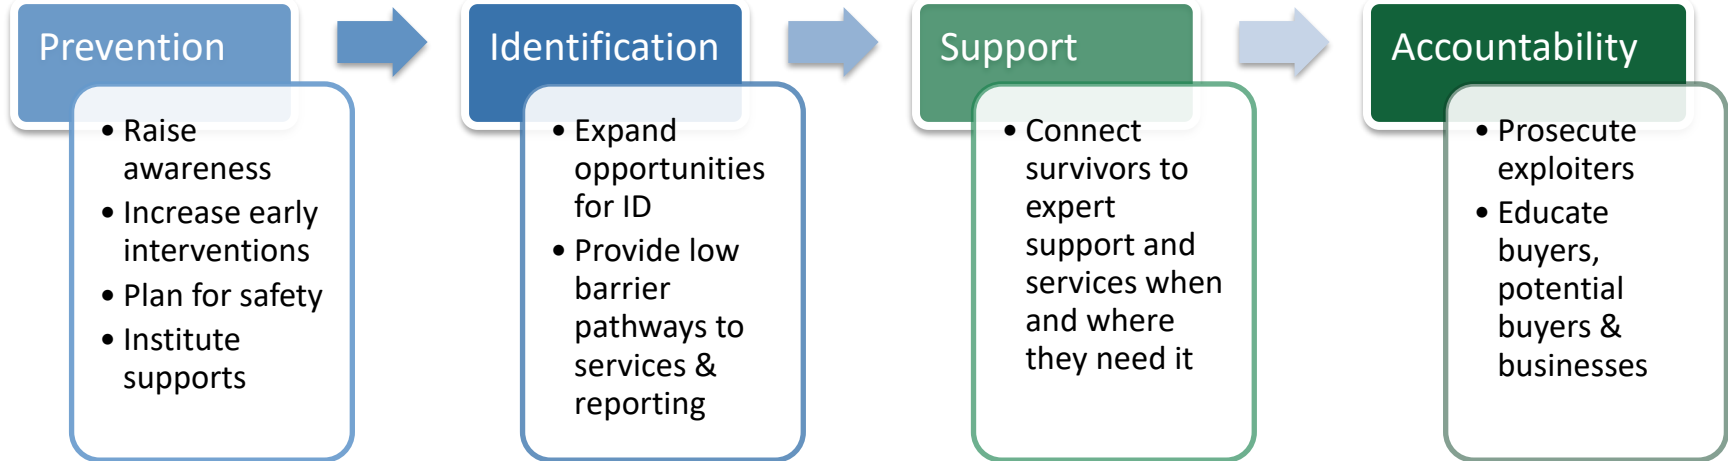 Prevention
• Raise
awareness
• Increase early
interventions
• Plan for safety
• Institute
supports
Identification
• Expand
opportunities
for ID
• Provide low
barrier
pathways to
services &
reporting
Support
• Connect
survivors to
expert
support and
services when
and where
they need it
Accountability
• Prosecute
exploiters
• Educate
buyers,
potential
buyers &
businesses